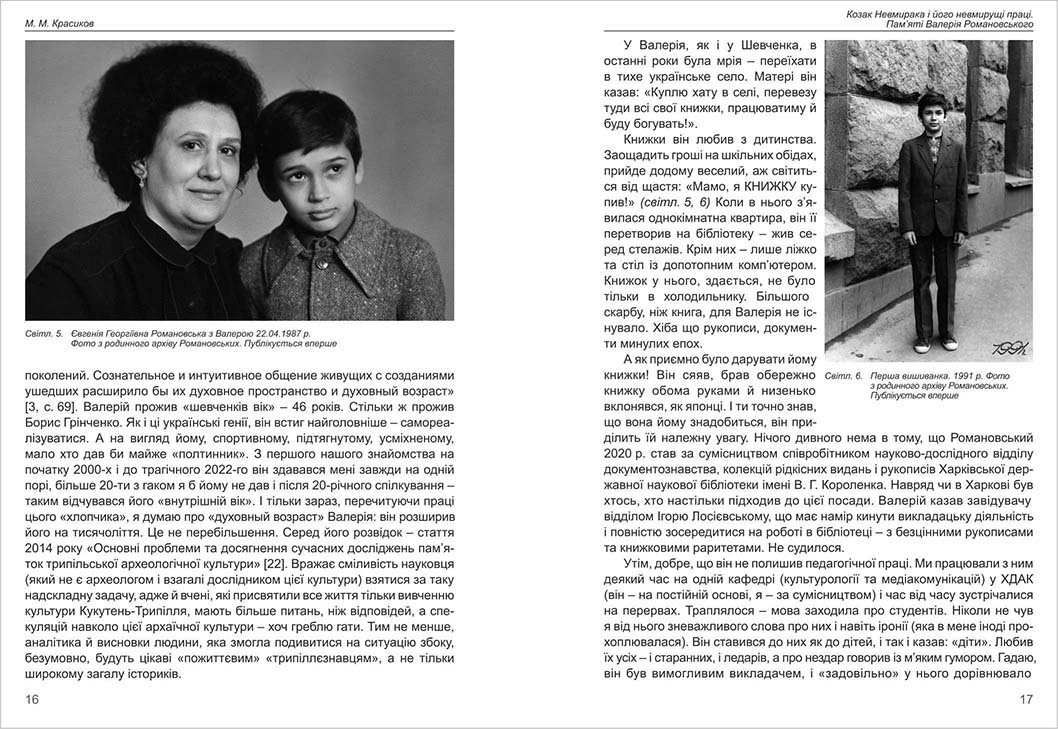 М. М. Красиков
Світл. 5. Євгенія Георгіївна Романовська з Валерою 22.04.1987 р.
Фото з родинного архіву Романовських. Публікується вперше
поколений. Сознательное и интуитивное общение живущих с созданиями
ушедших расширило бы их духовное пространство и духовный возраст»
[3, с. 69]. Валерій прожив «шевченків вік» – 46 років. Стільки ж прожив
Борис Грінченко. Як і ці українські генії, він встиг найголовніше – самореа-
лізуватися. А на вигляд йому, спортивному, підтягнутому, усміхненому,
мало хто дав би майже «полтинник». З першого нашого знайомства на
початку 2000-х і до трагічного 2022-го він здавався мені завжди на одній
порі, більше 20-ти з гаком я б йому не дав і після 20-річного спілкування –
таким відчувався його «внутрішній вік». І тільки зараз, перечитуючи праці
цього «хлопчика», я думаю про «духовный возраст» Валерія: він розширив
його на тисячоліття. Це не перебільшення. Серед його розвідок – стаття
2014 року «Основні проблеми та досягнення сучасних досліджень пам’я-
ток трипільської археологічної культури» [22]. Вражає сміливість науковця
(який не є археологом і взагалі дослідником цієї культури) взятися за таку
надскладну задачу, адже й вчені, які присвятили все життя тільки вивченню
культури Кукутень-Трипілля, мають більше питань, ніж відповідей, а спе-
куляцій навколо цієї архаїчної культури – хоч греблю гати. Тим не менше,
аналітика й висновки людини, яка змогла подивитися на ситуацію збоку,
безумовно, будуть цікаві «пожиттєвим» «трипіллєзнавцям», а не тільки
широкому загалу істориків.
16
Козак Невмирака і його невмирущі праці.
Пам’яті Валерія Романовського
У Валерія, як і у Шевченка, в
останні роки була мрія – переїхати
в тихе українське село. Матері він
казав: «Куплю хату в селі, перевезу
туди всі свої книжки, працюватиму й
буду богувать!».
Книжки він любив з дитинства.
Заощадить гроші на шкільних обідах,
прийде додому веселий, аж світить-
ся від щастя: «Мамо, я КНИЖКУ ку-
пив!» (світл. 5, 6) Коли в нього з’я-
вилася однокімнатна квартира, він її
перетворив на бібліотеку – жив се-
ред стелажів. Крім них – лише ліжко
та стіл із допотопним комп’ютером.
Книжок у нього, здається, не було
тільки в холодильнику. Більшого
скарбу, ніж книга, для Валерія не іс-
нувало. Хіба що рукописи, докумен-
ти минулих епох.
А як приємно було дарувати йому
книжки! Він сяяв, брав обережно
книжку обома руками й низенько
вклонявся, як японці. І ти точно знав,
що вона йому знадобиться, він при-
ділить їй належну увагу. Нічого дивного нема в тому, що Романовський
2020 р. став за сумісництвом співробітником науково-дослідного відділу
документознавства, колекцій рідкісних видань і рукописів Харківської дер-
жавної наукової бібліотеки імені В. Г. Короленка. Навряд чи в Харкові був
хтось, хто настільки підходив до цієї посади. Валерій казав завідувачу
відділом Ігорю Лосієвському, що має намір кинути викладацьку діяльність
і повністю зосередитися на роботі в бібліотеці – з безцінними рукописами
та книжковими раритетами. Не судилося.
Утім, добре, що він не полишив педагогічної праці. Ми працювали з ним
деякий час на одній кафедрі (культурології та медіакомунікацій) у ХДАК
(він – на постійній основі, я – за сумісництвом) і час від часу зустрічалися
на перервах. Траплялося – мова заходила про студентів. Ніколи не чув
я від нього зневажливого слова про них і навіть іронії (яка в мене іноді про-
хоплювалася). Він ставився до них як до дітей, і так і казав: «діти». Любив
їх усіх – і старанних, і ледарів, а про нездар говорив із м’яким гумором. Гадаю,
він був вимогливим викладачем, і «задовільно» у нього дорівнювало
1991
Світл. 6. Перша вишиванка. 1991 р. Фото
з родинного архіву Романовських.
Публікується вперше
17